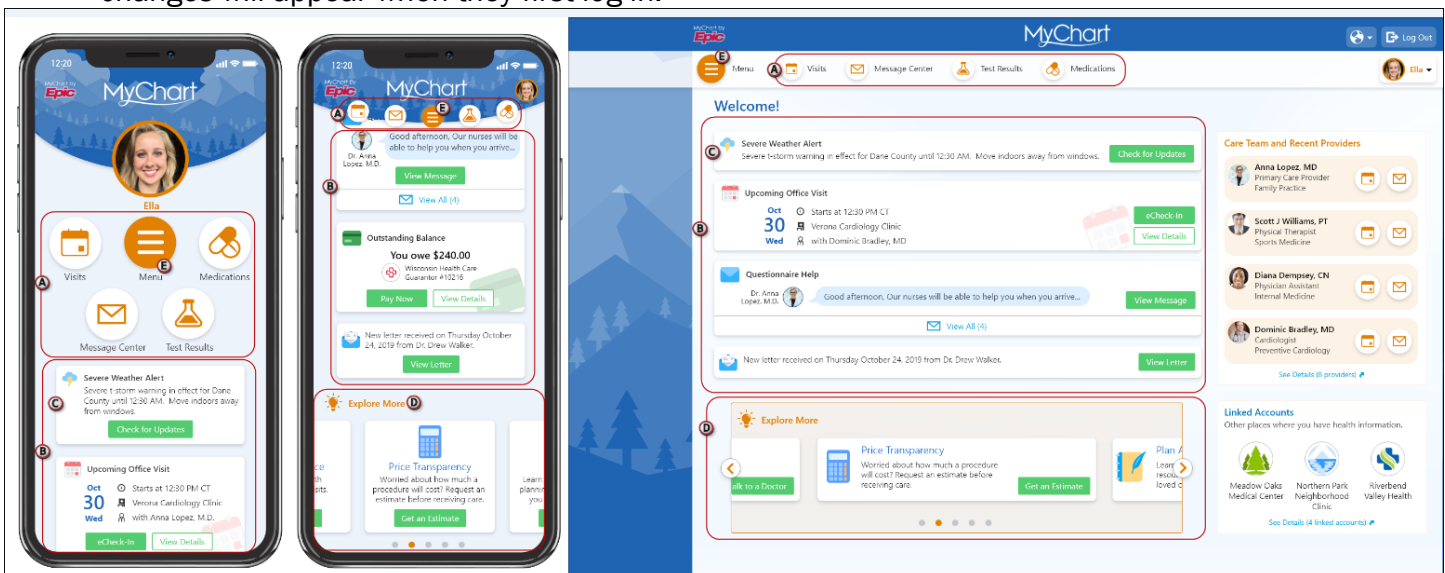 changes will appear when they first log in.
12:20
MyChart by
Epic
MyChart
Ella
A
Visits
Menu
E
Medications
Message Center
Test Results
C
Severe Weather Alert
Severe t-storm warning in effect for Dane
County until 12:30 AM. Move indoors away
from windows.
Check for Updates
B
Upcoming Office Visit
Oct
30
Wed
Starts at 12:30 PM CT
Verona Cardiology Clinic
with Anna Lopez, M.D.
eCheck-In
View Details
12:20
MyChart by
Epic
MyChart
A
E
B
Dr. Anna
Lopez, M.D.
Good afternoon, Our nurses will be
able to help you when you arrive...
View Message
View All (4)
Outstanding Balance
You owe $240.00
Wisconsin Health Care
Guarantor #10216
Pay Now
View Details
New letter received on Thursday October
24, 2019 from Dr. Drew Walker.
View Letter
Explore More
D
Price Transparency
Worried about how much a
procedure will cost? Request an
estimate before receiving care.
Get an Estimate
Learn
MyChart by
Epic
MyChart
Log Out
E
Menu
A
Visits
Message Center
Test Results
Medications
Ella
Welcome!
C
Severe Weather Alert
Severe t-storm warning in effect for Dane County until 12:30 AM. Move indoors away from windows.
Check for Updates
B
Upcoming Office Visit
Oct
30
Wed
Starts at 12:30 PM CT
Verona Cardiology Clinic
with Dominic Bradley, MD
eCheck-In
View Details
Questionnaire Help
Dr. Anna
Lopez, M.D.
Good afternoon, Our nurses will be able to help you when you arrive...
View Message
View All (4)
New letter received on Thursday October 24, 2019 from Dr. Drew Walker.
View Letter
D
Explore More
alk to a Doctor
Price Transparency
Worried about how much a procedure
will cost? Request an estimate before
receiving care.
Get an Estimate
Plan A
Learn
resou
loved c
Care Team and Recent Providers
Anna Lopez, MD
Primary Care Provider
Family Practice
Scott J Williams, PT
Physical Therapist
Sports Medicine
Diana Dempsey, CN
Physician Assistant
Internal Medicine
Dominic Bradley, MD
Cardiologist
Preventive Cardiology
See Details (6 providers)
Linked Accounts
Other places where you have health information.
Meadow Oaks
Medical Center
Northern Park
Neighborhood
Clinic
Riverbend
Valley Health
See Details (4 linked accounts)